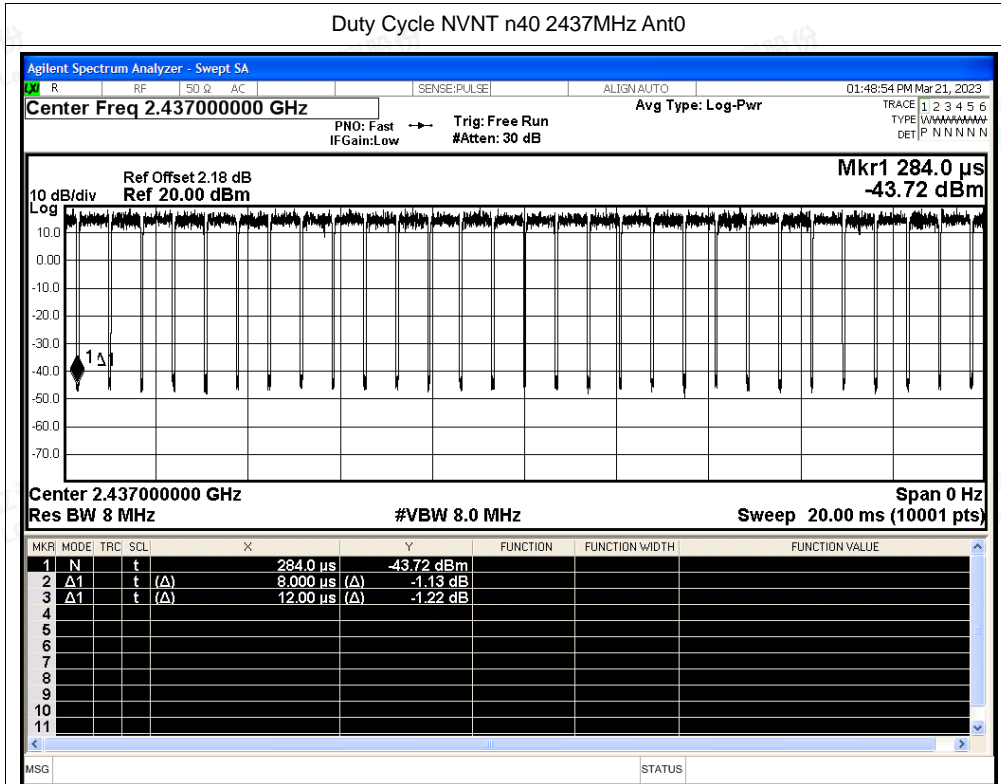 Duty Cycle NVNT n40 2437MHz Ant0
Agilent Spectrum Analyzer - Swept SA
LXI R RF 50 Ω AC SENSE:PULSE ALIGN AUTO 01:48:54 PM Mar 21, 2023
Center Freq 2.437000000 GHz Avg Type: Log-Pwr TRACE 1 2 3 4 5 6
PNO: Fast Trig: Free Run TYPE WWWWWW
IFGain:Low #Atten: 30 dB DET P N N N N N
Mkr1 284.0 µs
Ref Offset 2.18 dB
10 dB/div Ref 20.00 dBm -43.72 dBm
Log
10.0
0.00
-10.0
-20.0
-30.0
1Δ1
-40.0
-50.0
-60.0
-70.0
Center 2.437000000 GHz Span 0 Hz
Res BW 8 MHz #VBW 8.0 MHz Sweep 20.00 ms (10001 pts)
MKR MODE TRC SCL X Y FUNCTION FUNCTION WIDTH FUNCTION VALUE
1 N t 284.0 µs -43.72 dBm
2 Δ1 t (Δ) 8.000 µs (Δ) -1.13 dB
3 Δ1 t (Δ) 12.00 µs (Δ) -1.22 dB
4
5
6
7
8
9
10
11
MSG STATUS